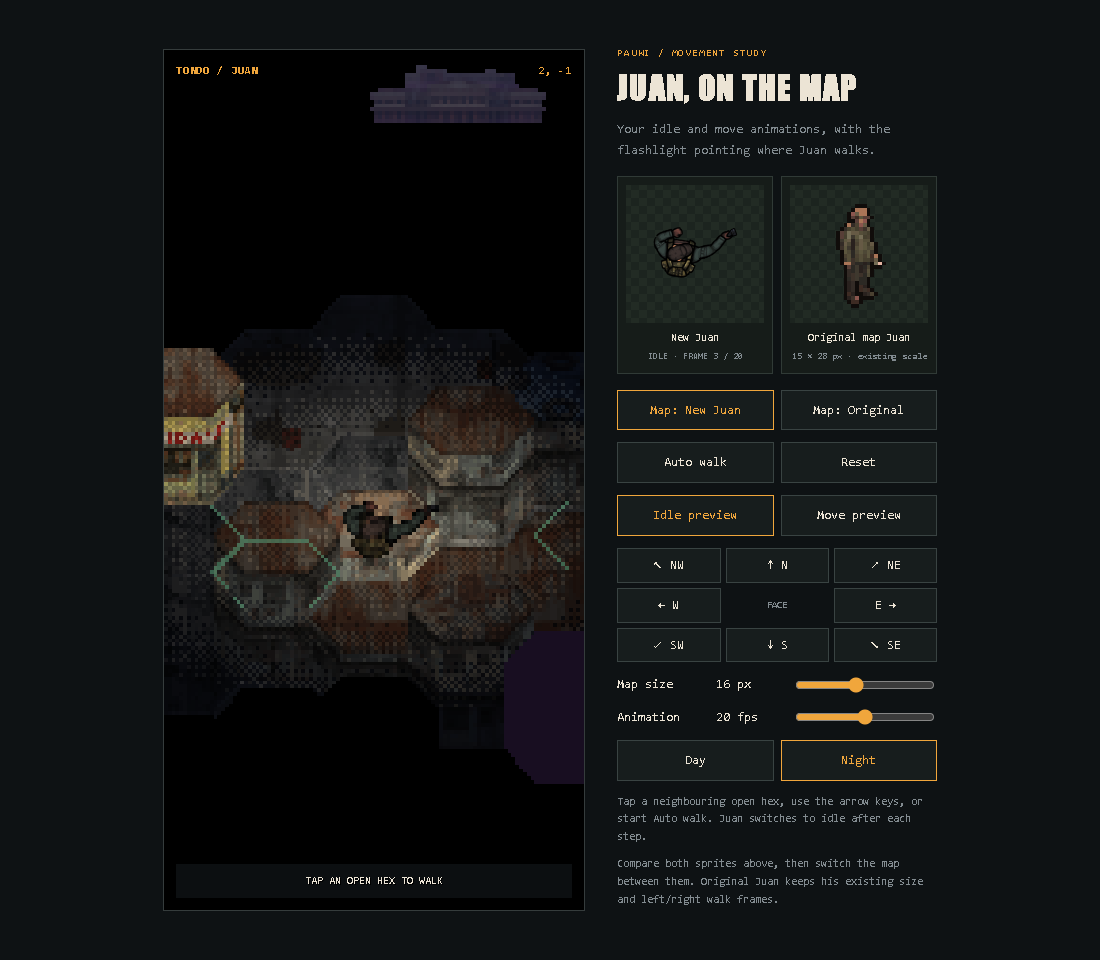 TONDO / JUAN
2, -1
TAP AN OPEN HEX TO WALK
PAUWI / MOVEMENT STUDY
JUAN, ON THE MAP
Your idle and move animations, with the
flashlight pointing where Juan walks.
New Juan
IDLE · FRAME 3 / 20
Original map Juan
15 × 28 px · existing scale
Map: New Juan
Map: Original
Auto walk
Reset
Idle preview
Move preview
↖ NW
↑ N
↗ NE
← W
FACE
E →
↙ SW
↓ S
↘ SE
Map size
16 px
Animation
20 fps
Day
Night
Tap a neighbouring open hex, use the arrow keys, or
start Auto walk. Juan switches to idle after each
step.
Compare both sprites above, then switch the map
between them. Original Juan keeps his existing size
and left/right walk frames.